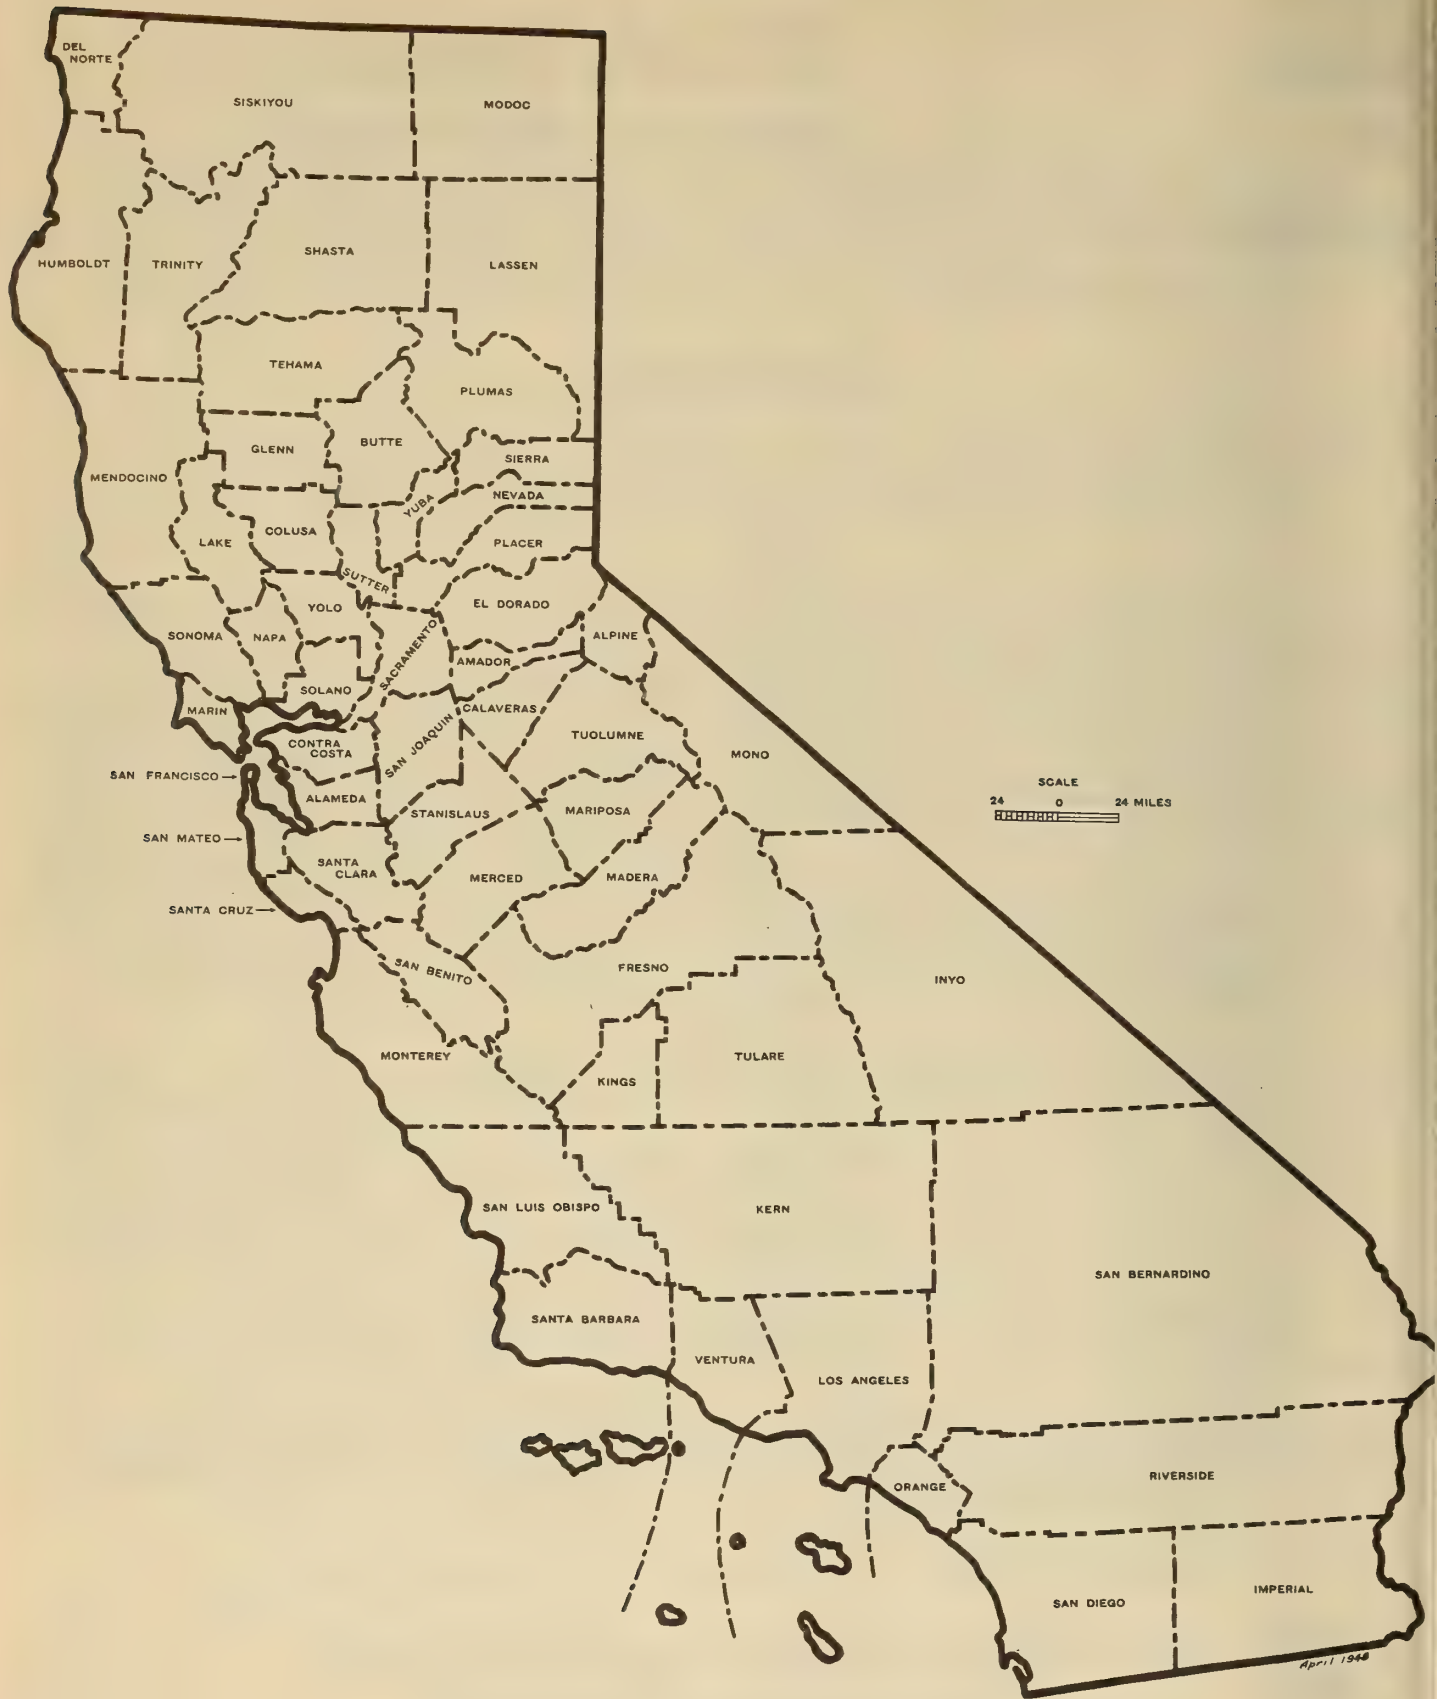 DEL
NORTE
SISKIYOU
MODOC
HUMBOLDT
TRINITY
SHASTA
LASSEN
TEHAMA
PLUMAS
GLENN
BUTTE
SIERRA
MENDOCINO
YUBA
NEVADA
LAKE
COLUSA
PLACER
SUTTER
YOLO
EL DORADO
SONOMA
NAPA
SACRAMENTO
ALPINE
AMADOR
SOLANO
MARIN
CALAVERAS
CONTRA
COSTA
SAN JOAQUIN
TUOLUMNE
MONO
SAN FRANCISCO
ALAMEDA
STANISLAUS
MARIPOSA
SCALE
24 0 24 MILES
SAN MATEO
SANTA
CLARA
MERCED
MADERA
SANTA CRUZ
SAN BENITO
FRESNO
INYO
MONTEREY
KINGS
TULARE
SAN LUIS OBISPO
KERN
SAN BERNARDINO
SANTA BARBARA
VENTURA
LOS ANGELES
ORANGE
RIVERSIDE
SAN DIEGO
IMPERIAL
April